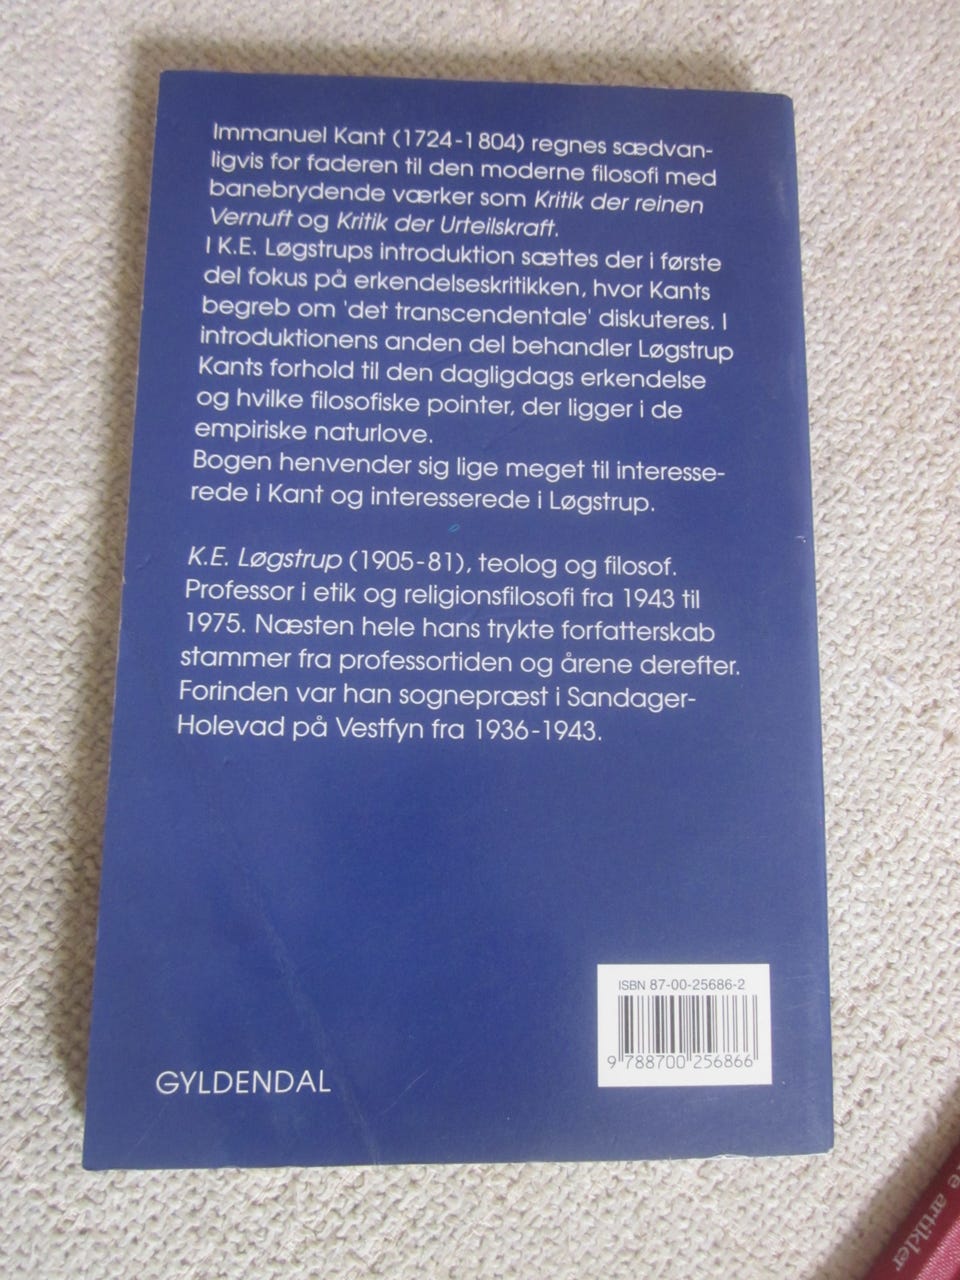 Immanuel Kant (1724-1804) regnes sædvan-
ligvis for faderen til den moderne filosofi med
banebrydende værker som Kritik der reinen
Vernuft og Kritik der Urteilskraft.
I K.E. Løgstrups introduktion sættes der i første
del fokus på erkendelseskritikken, hvor Kants
begreb om 'det transcendentale' diskuteres. I
introduktionens anden del behandler Løgstrup
Kants forhold til den dagligdags erkendelse
og hvilke filosofiske pointer, der ligger i de
empiriske naturlove.
Bogen henvender sig lige meget til interesse-
rede i Kant og interesserede i Løgstrup.
K.E. Løgstrup (1905-81), teolog og filosof.
Professor i etik og religionsfilosofi fra 1943 til
1975. Næsten hele hans trykte forfatterskab
stammer fra professortiden og årene derefter.
Forinden var han sognepræst i Sandager-
Holevad på Vestfyn fra 1936-1943.
ISBN 87-00-25686-2
9 788700 256866
GYLDENDAL
artikler